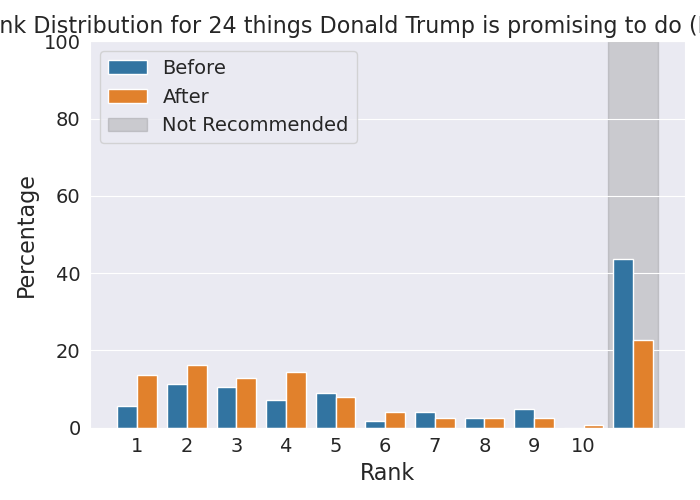 nk Distribution for 24 things Donald Trump is promising to do (
100
80
60
40
20
0
Percentage
Before
After
Not Recommended
1 2 3 4 5 6 7 8 9 10
Rank